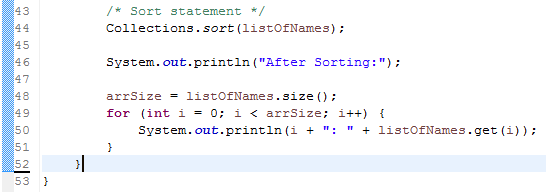 43         /* Sort statement */
44         Collections.sort(listOfNames);
45
46         System.out.println("After Sorting:");
47
48         arrSize = listOfNames.size();
49         for (int i = 0; i < arrSize; i++) {
50             System.out.println(i + ": " + listOfNames.get(i));
51         }
52     }
53 }